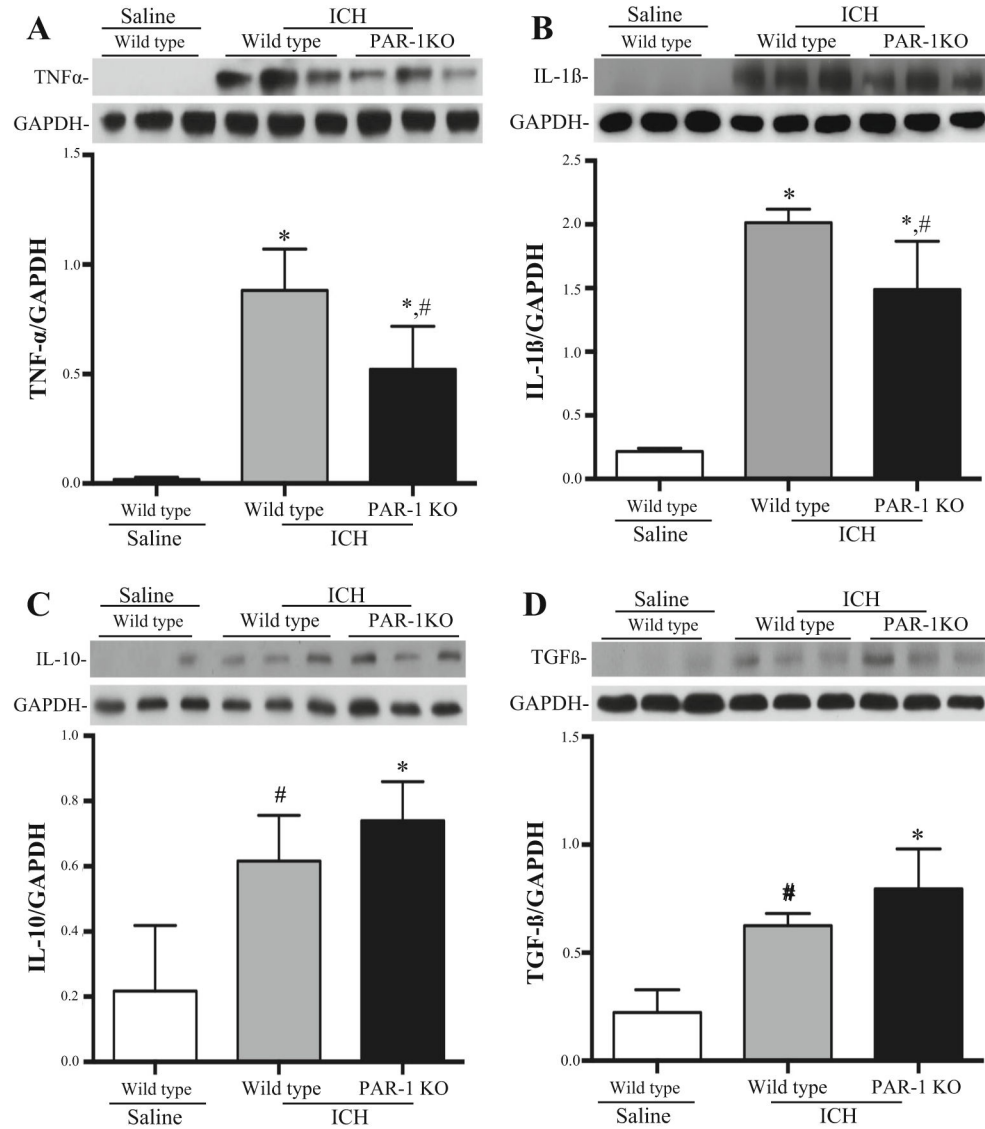 A
Saline
ICH
Wild type
Wild type
PAR-1KO
TNFα-
GAPDH-
1.5
1.0
0.5
0.0
TNF-α/GAPDH
*
*,#
Wild type
Wild type
PAR-1 KO
Saline
ICH
B
Saline
ICH
Wild type
Wild type
PAR-1KO
IL-1ß-
GAPDH-
2.5
2.0
1.5
1.0
0.5
0.0
IL-1ß/GAPDH
*
*,#
Wild type
Wild type
PAR-1 KO
Saline
ICH
C
Saline
ICH
Wild type
Wild type
PAR-1KO
IL-10-
GAPDH-
1.0
0.8
0.6
0.4
0.2
0.0
IL-10/GAPDH
#
*
Wild type
Wild type
PAR-1 KO
Saline
ICH
D
Saline
ICH
Wild type
Wild type
PAR-1KO
TGFß-
GAPDH-
1.5
1.0
0.5
0.0
TGF-ß/GAPDH
#
*
Wild type
Wild type
PAR-1 KO
Saline
ICH